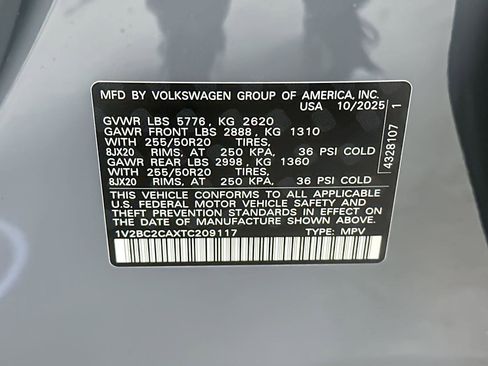 MFD BY VOLKSWAGEN GROUP OF AMERICA, INC.
USA 10/2025
GVWR LBS 5776, KG 2620
GAWR FRONT LBS 2888, KG 1310
WITH 255/50R20 TIRES,
8JX20 RIMS, AT 250 KPA, 36 PSI COLD
GAWR REAR LBS 2998, KG 1360
WITH 255/50R20 TIRES,
8JX20 RIMS, AT 250 KPA, 36 PSI COLD
THIS VEHICLE CONFORMS TO ALL APPLICABLE
U.S. FEDERAL MOTOR VEHICLE SAFETY AND
THEFT PREVENTION STANDARDS IN EFFECT ON
THE DATE OF MANUFACTURE SHOWN ABOVE.
1V2BC2CAXTC209117 TYPE: MPV
4328107 1